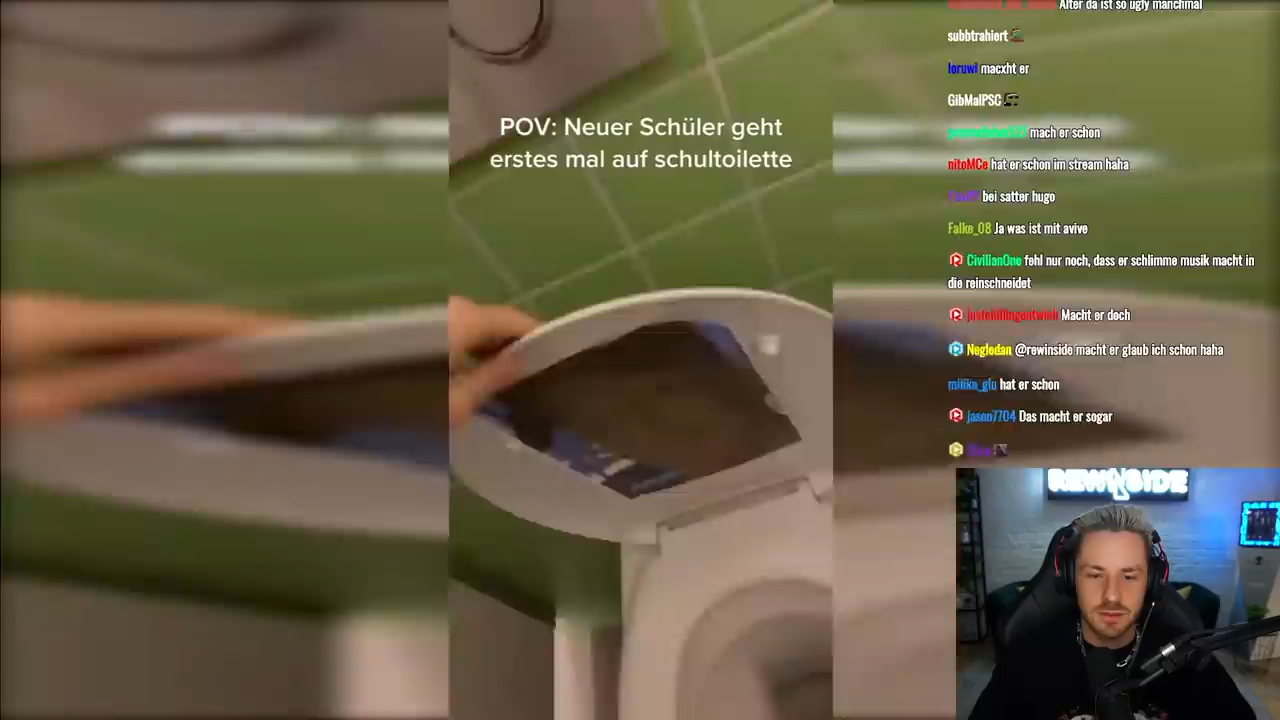 Alter da ist so ugly manchmal
subbtrahiert
POV: Neuer Schüler geht
erstes mal auf schultoilette
loruwi macxht er
GibMalPSC
mach er schon
nitoMCe hat er schon im stream haha
bei satter hugo
Falke_08 Ja was ist mit avive
CivilianOne fehl nur noch, dass er schlimme musik macht in
die reinschneidet
Macht er doch
Negledan @rewinside macht er glaub ich schon haha
hat er schon
jason7704 Das macht er sogar
REWINSIDE